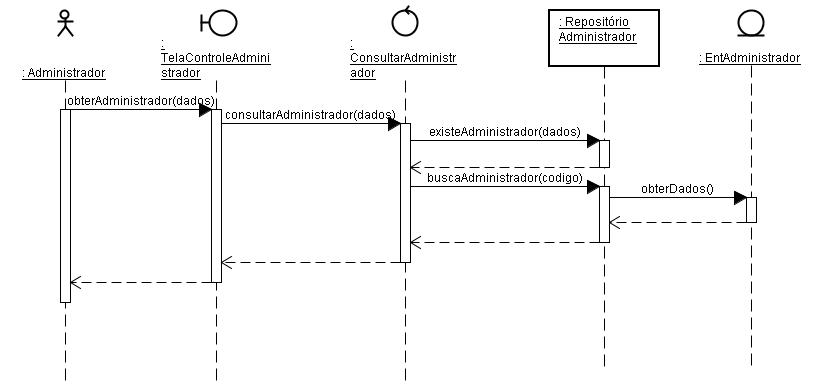 : Administrador
:
TelaControleAdmini
strador
:
ConsultarAdministr
ador
: Repositório
Administrador
: EntAdministrador
obterAdministrador(dados)
consultarAdministrador(dados)
existeAdministrador(dados)
buscaAdministrador(codigo)
obterDados()